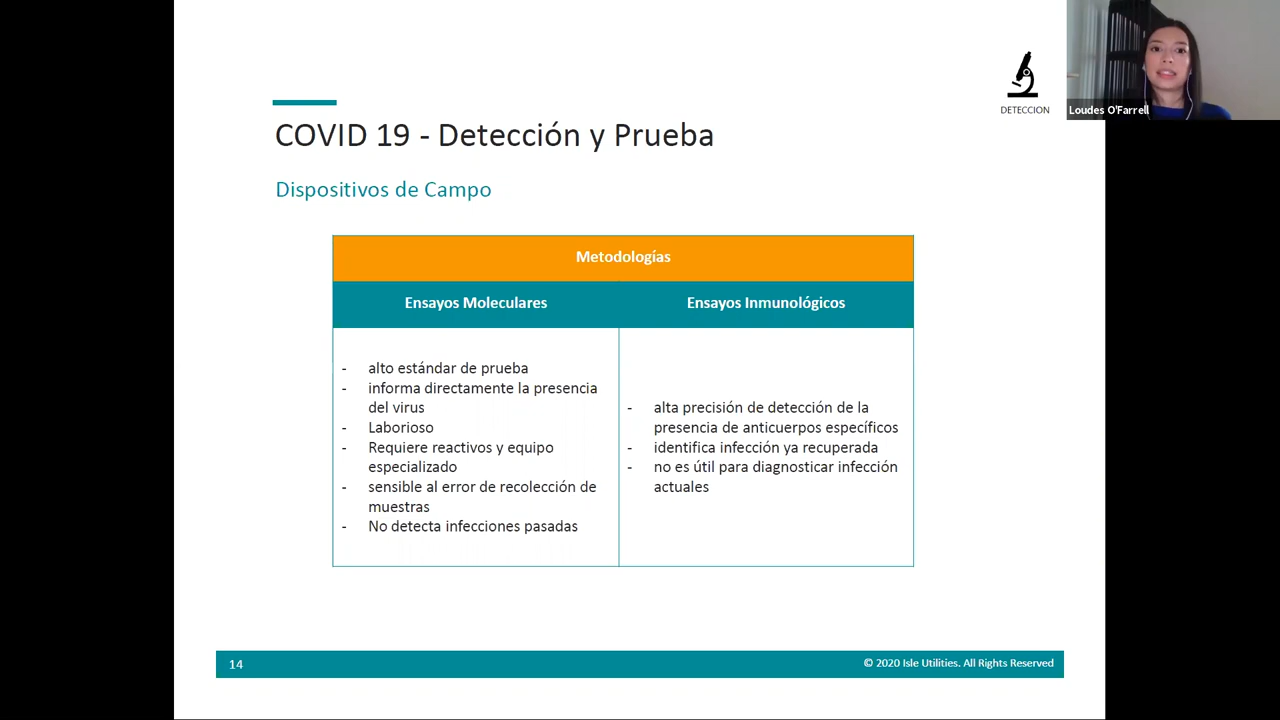 DETECCION
Loudes O'Farrell
COVID 19 - Detección y Prueba
Dispositivos de Campo
Metodologías
Ensayos Moleculares
Ensayos Inmunológicos
- alto estándar de prueba
- informa directamente la presencia
del virus
- Laborioso
- Requiere reactivos y equipo
especializado
- sensible al error de recolección de
muestras
- No detecta infecciones pasadas
- alta precisión de detección de la
presencia de anticuerpos específicos
- identifica infección ya recuperada
- no es útil para diagnosticar infección
actuales
14
© 2020 Isle Utilities. All Rights Reserved